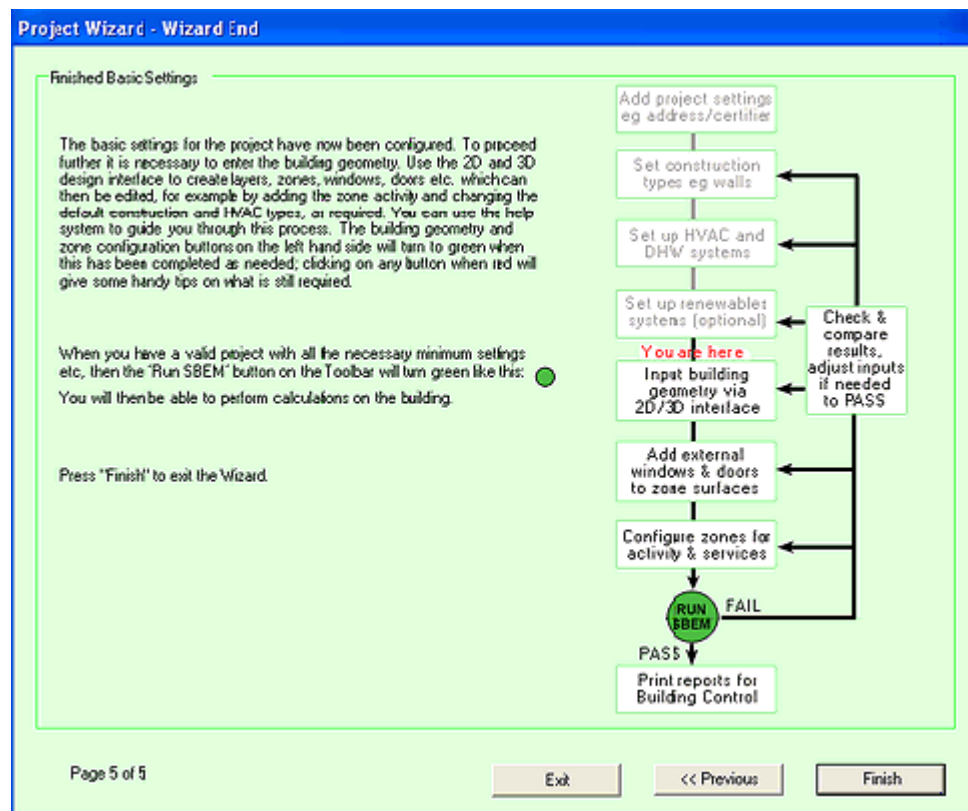 Project Wizard - Wizard End
Finished Basic Settings
The basic settings for the project have now been configured. To proceed
further it is necessary to enter the building geometry. Use the 2D and 3D
design interface to create layers, zones, windows, doors etc. which can
then be edited, for example by adding the zone activity and changing the
default construction and HVAC types, as required. You can use the help
system to guide you through this process. The building geometry and
zone configuration buttons on the left hand side will turn to green when
this has been completed as needed; clicking on any button when red will
give some handy tips on what is still required.
When you have a valid project with all the necessary minimum settings
etc, then the 'Run SBEM' button on the Toolbar will turn green like this:
You will then be able to perform calculations on the building.
Press "Finish" to exit the Wizard.
Add project settings
eg address/certifier
Set construction
types eg walls
Set up HVAC and
DHW systems
Set up renewables
systems (optional)
You are here
Input building
geometry via
2D/3D interface
Add external
windows & doors
to zone surfaces
Configure zones for
activity & services
RUN
SBEM
FAIL
PASS
Print reports for
Building Control
Check &
compare
results,
adjust inputs
if needed
to PASS
Page 5 of 5
Exit
<< Previous
Finish